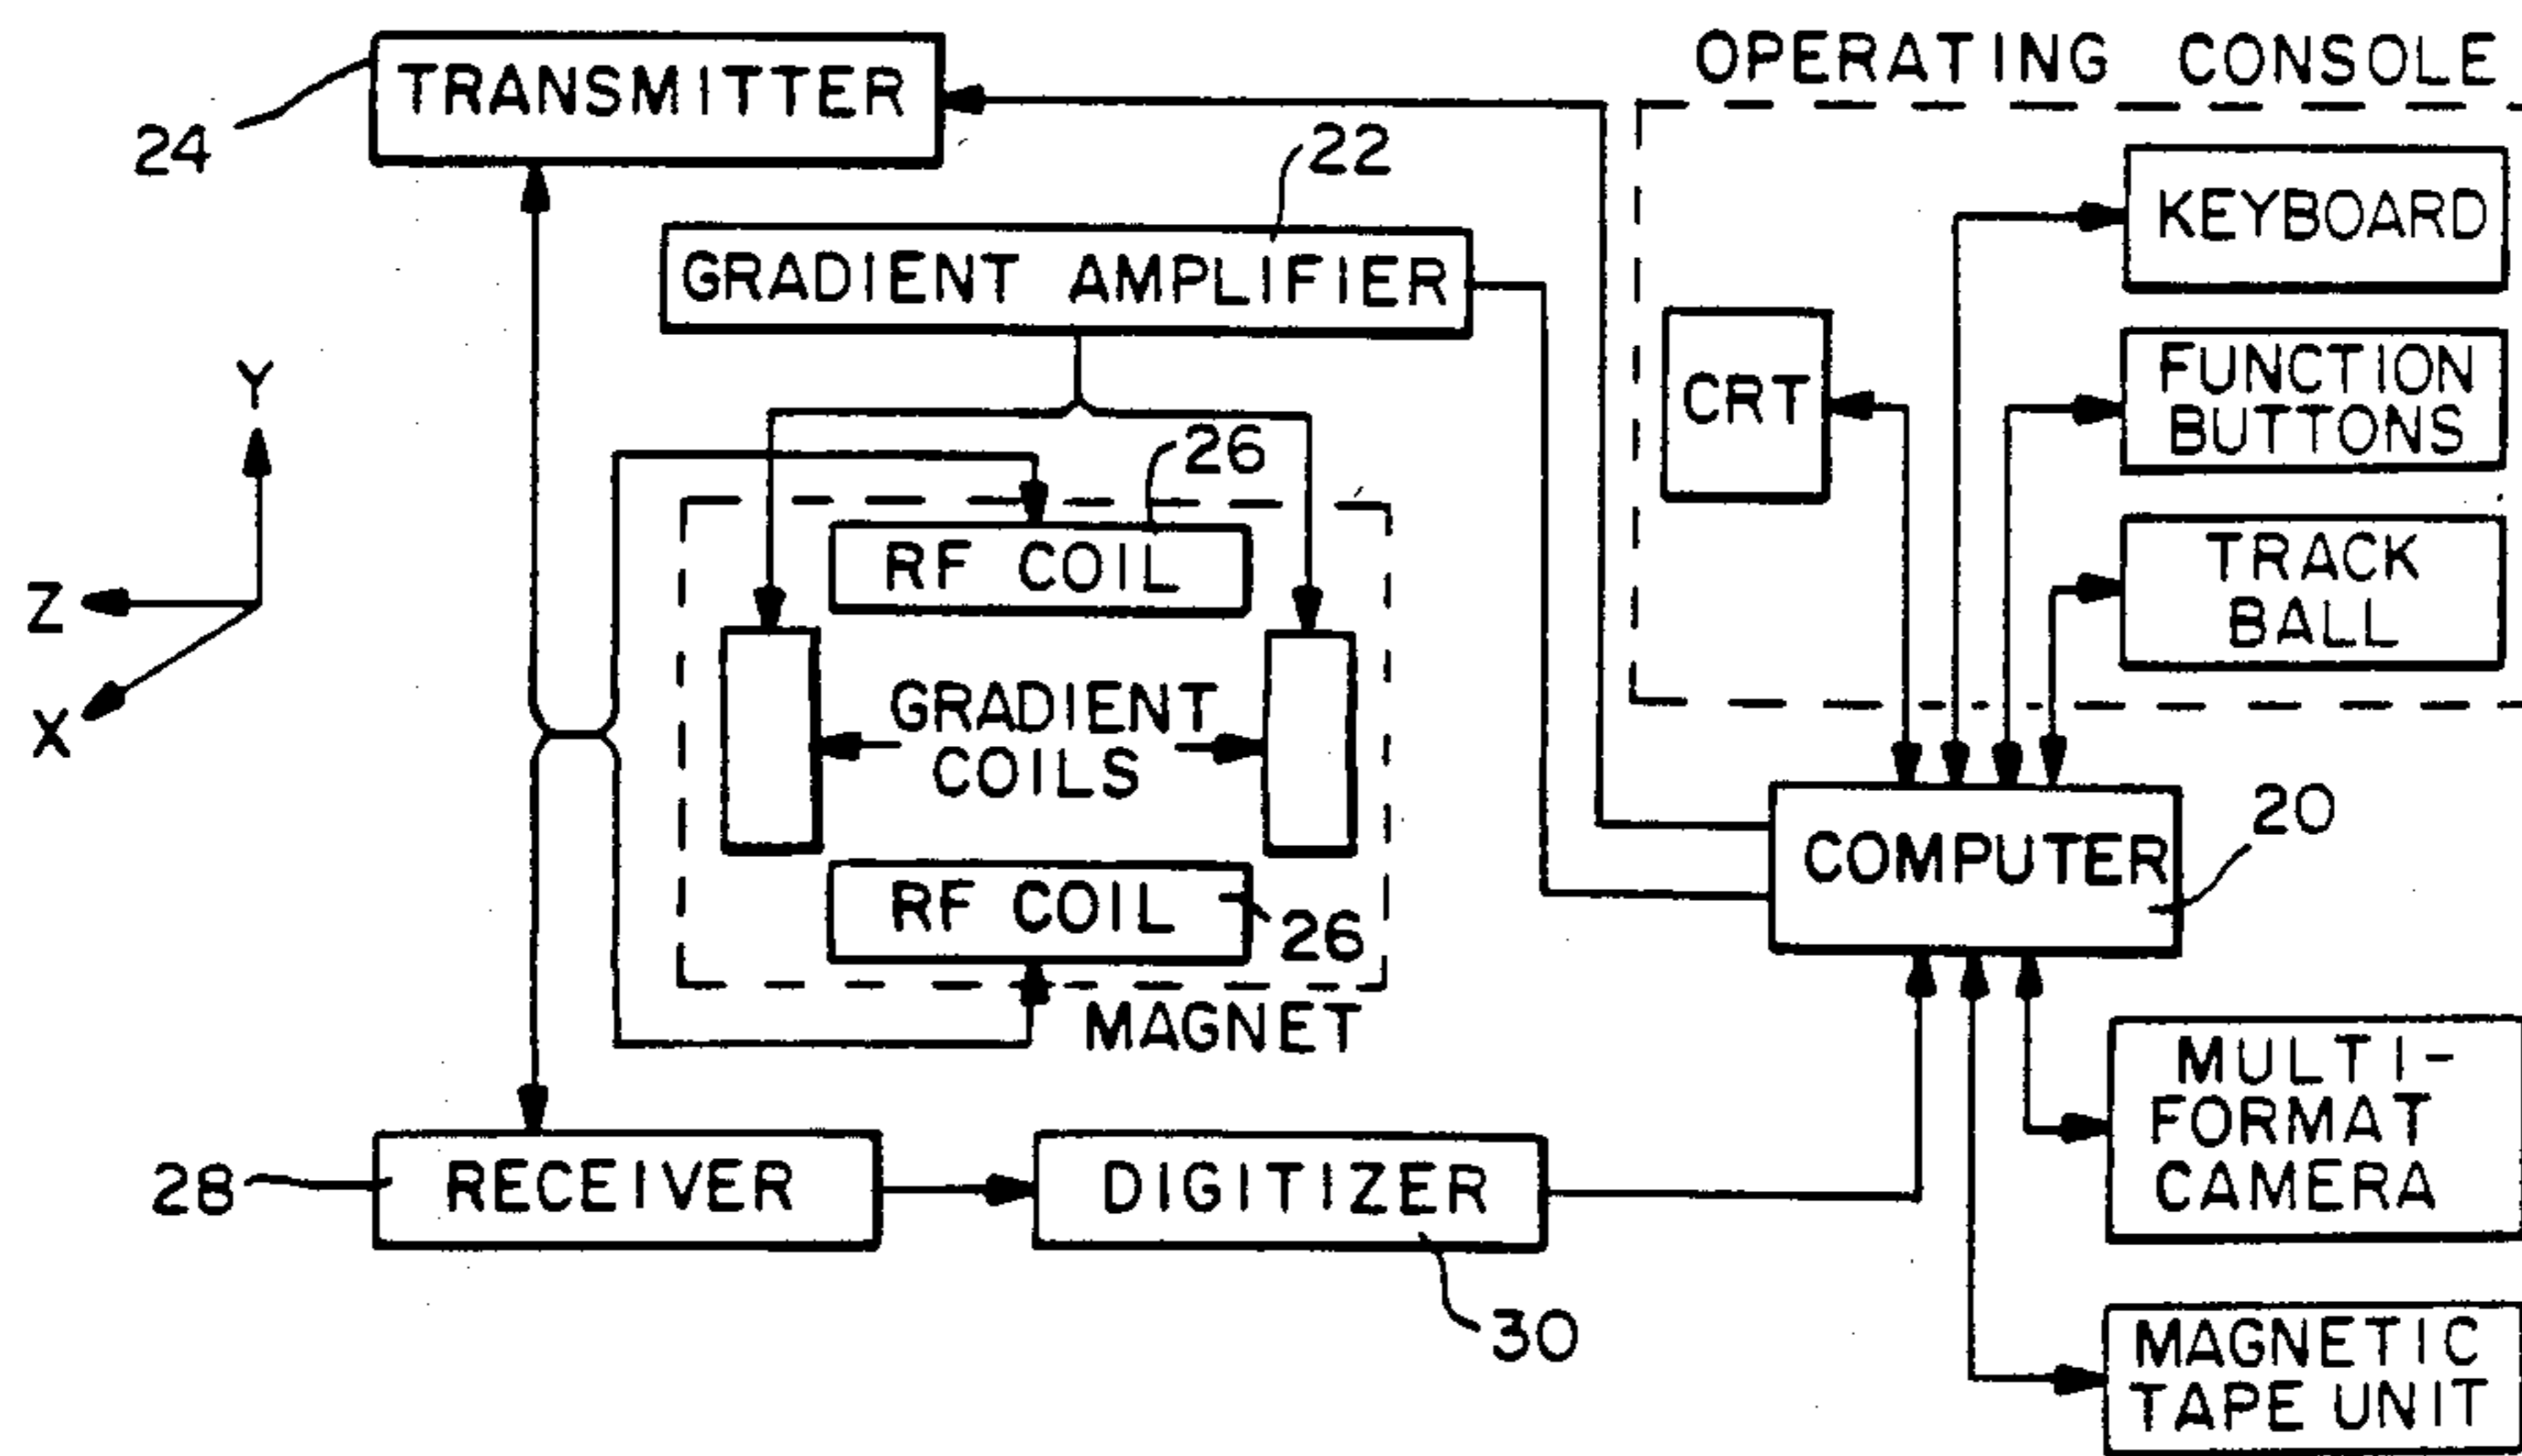 TRANSMITTER
24
OPERATING CONSOLE
22
GRADIENT AMPLIFIER
KEYBOARD
CRT
FUNCTION
BUTTONS
TRACK
BALL
Y
Z
X
26
RF COIL
GRADIENT
COILS
RF COIL
26
MAGNET
COMPUTER
20
28
RECEIVER
DIGITIZER
30
MULTI-
FORMAT
CAMERA
MAGNETIC
TAPE UNIT